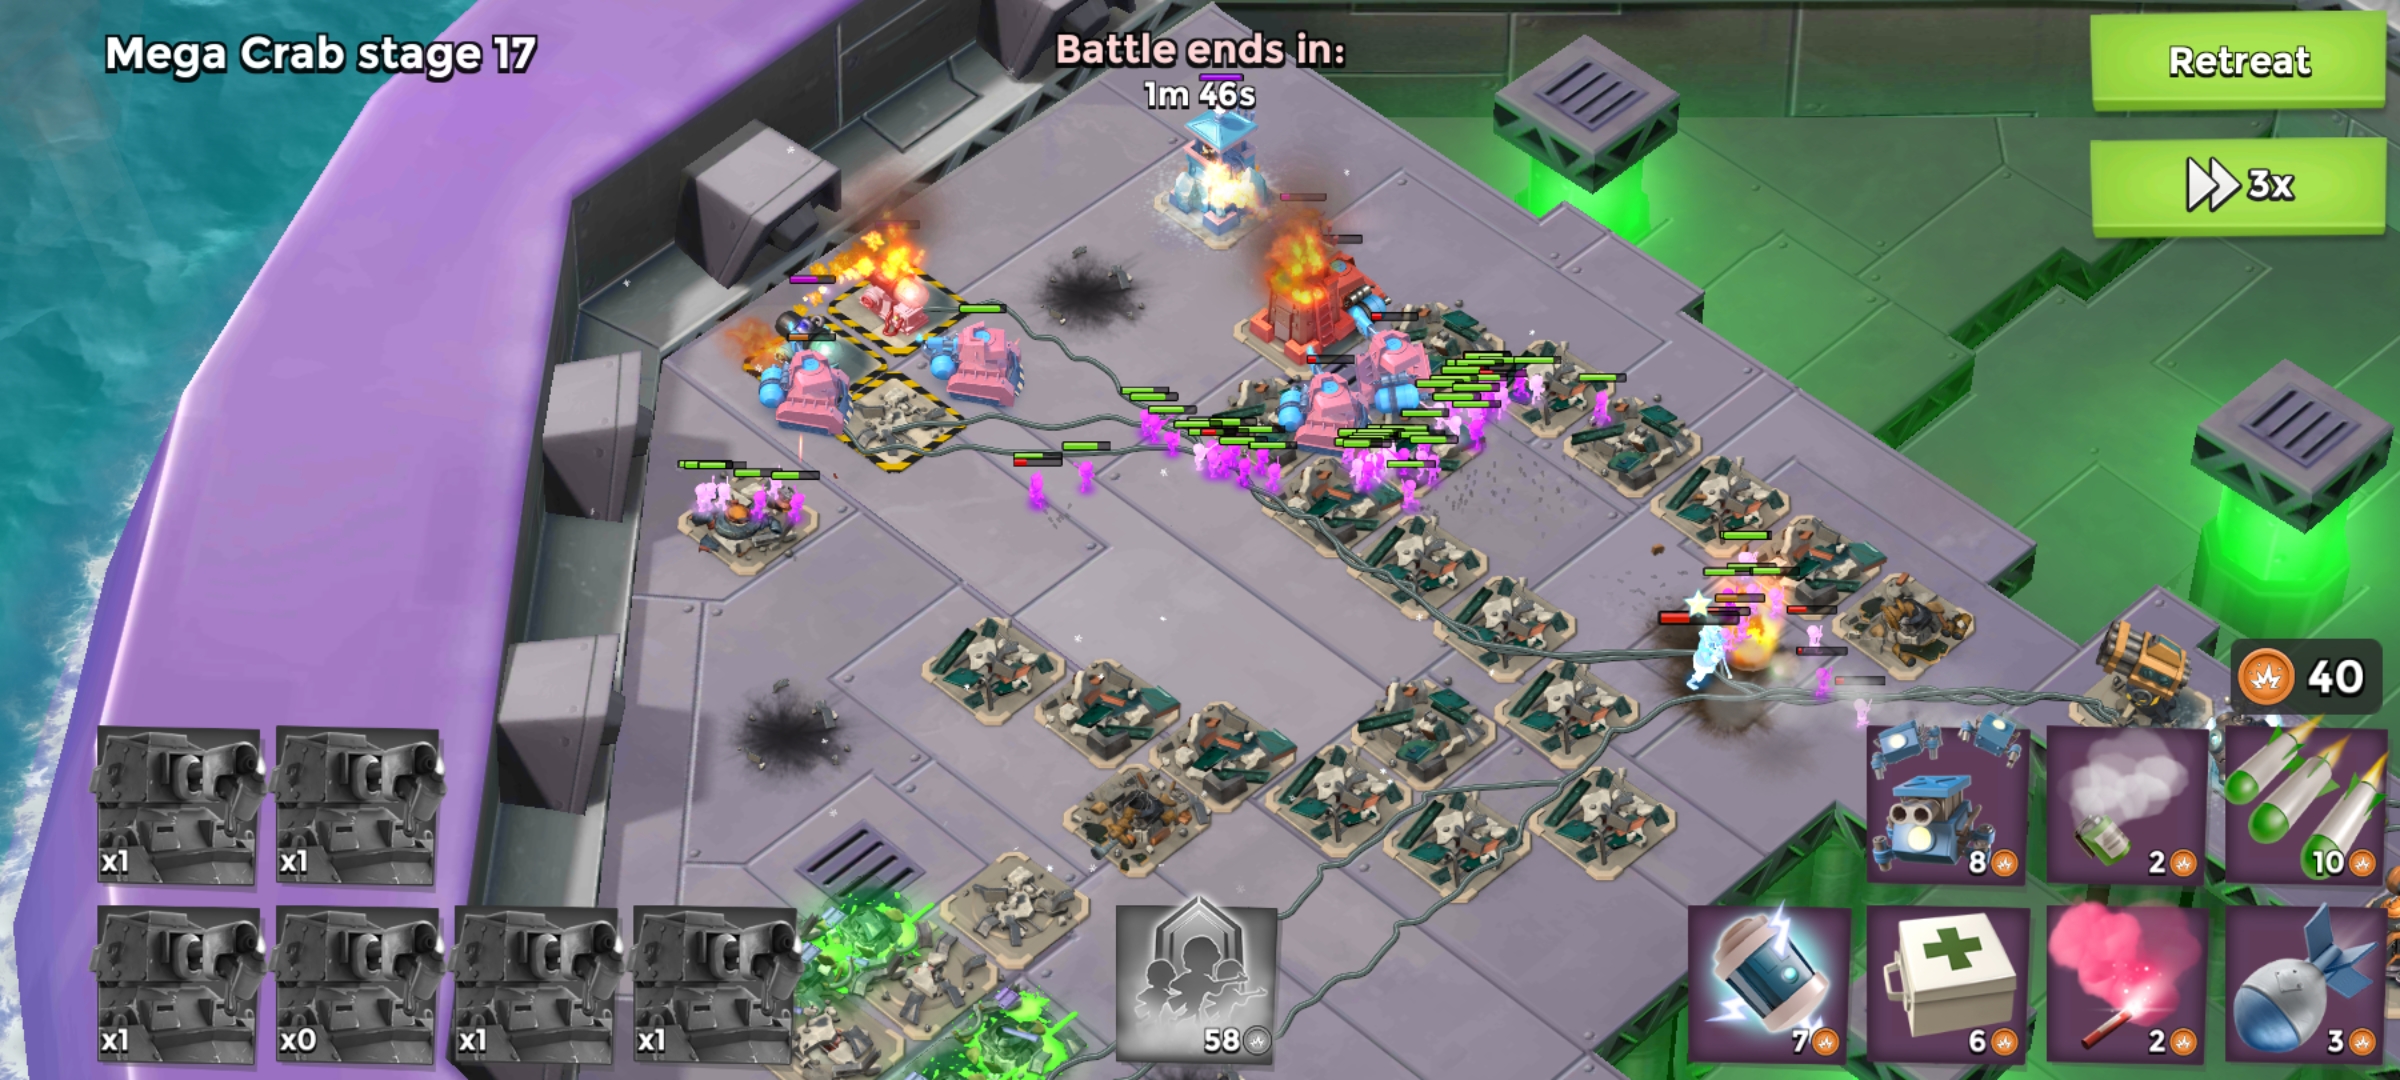 Mega Crab stage 17
Battle ends in:
1m 46s
Retreat
3x
40
8
2
10
x1
x1
x1
x0
x1
x1
58
7
6
2
3